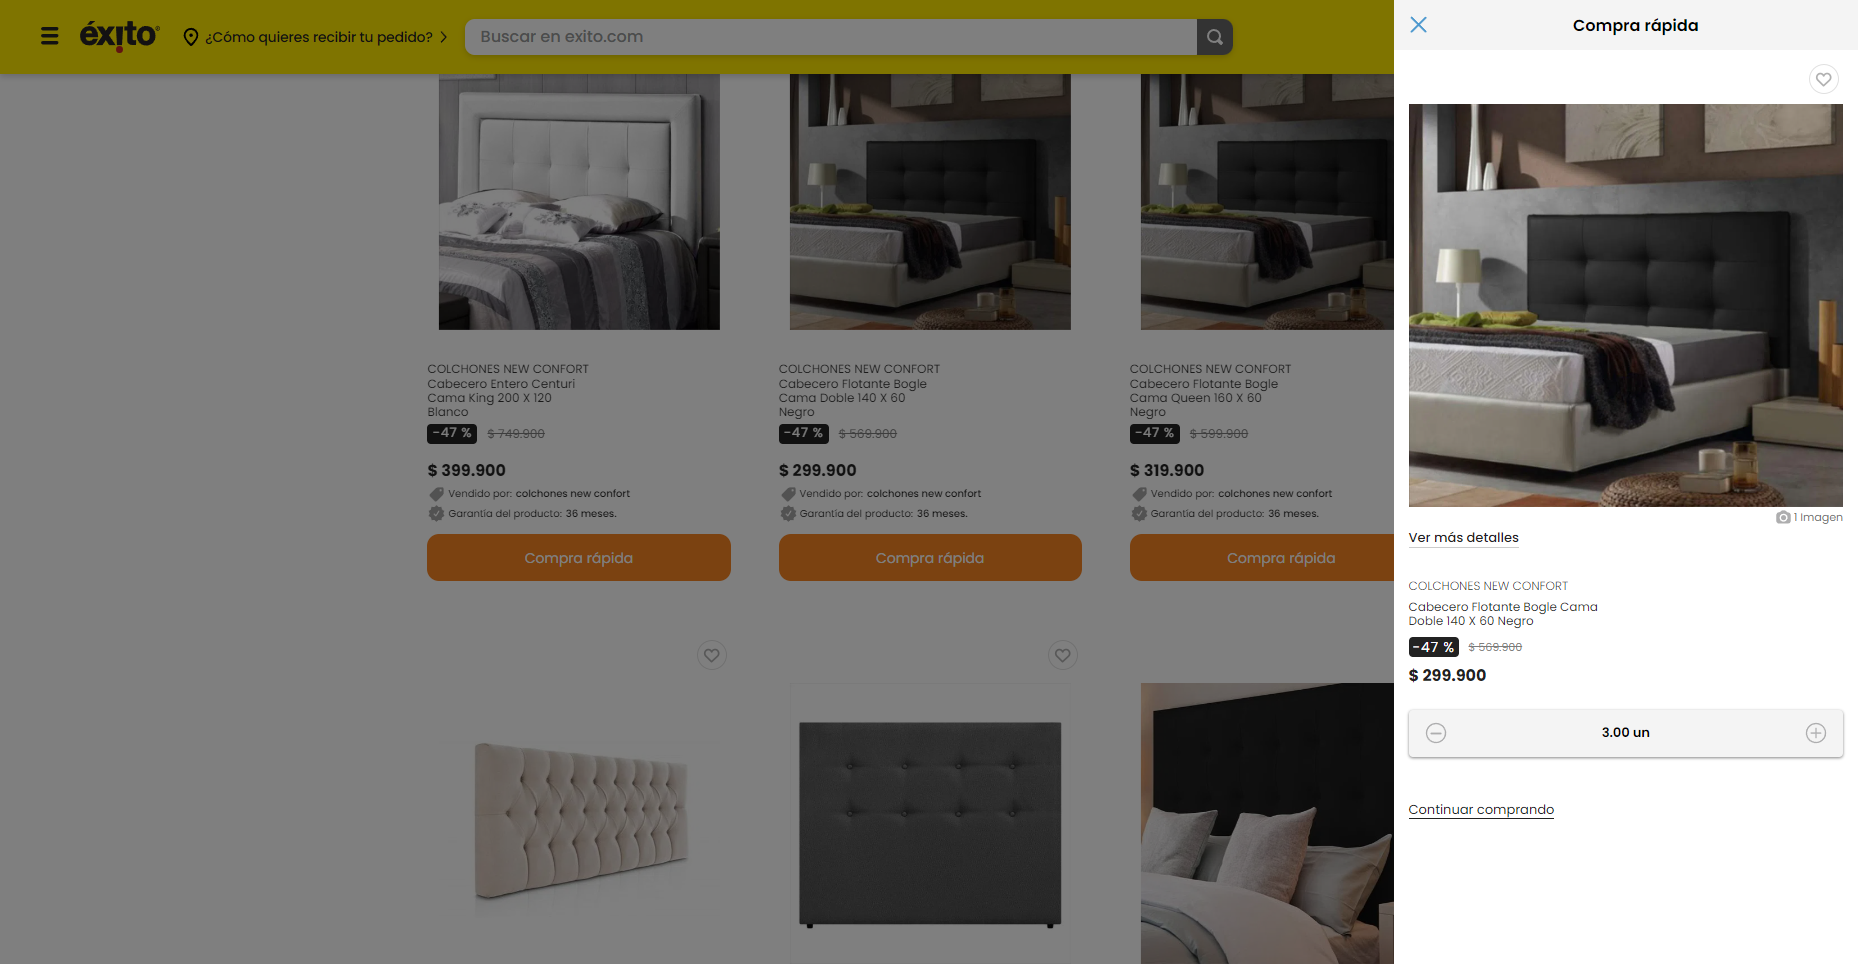 éxito
¿Cómo quieres recibir tu pedido?
Buscar en exito.com
COLCHONES NEW CONFORT
Cabecero Entero Centuri
Cama King 200 X 120
Blanco
-47 % $ 749.900
$ 399.900
Vendido por: colchones new confort
Garantía del producto: 36 meses.
Compra rápida
COLCHONES NEW CONFORT
Cabecero Flotante Bogle
Cama Doble 140 X 60
Negro
-47 % $ 569.900
$ 299.900
Vendido por: colchones new confort
Garantía del producto: 36 meses.
Compra rápida
COLCHONES NEW CONFORT
Cabecero Flotante Bogle
Cama Queen 160 X 60
Negro
-47 % $ 599.900
$ 319.900
Vendido por: colchones new confort
Garantía del producto: 36 meses.
Compra rápida
Compra rápida
1 Imagen
Ver más detalles
COLCHONES NEW CONFORT
Cabecero Flotante Bogle Cama
Doble 140 X 60 Negro
-47 % $ 569.900
$ 299.900
3.00 un
Continuar comprando